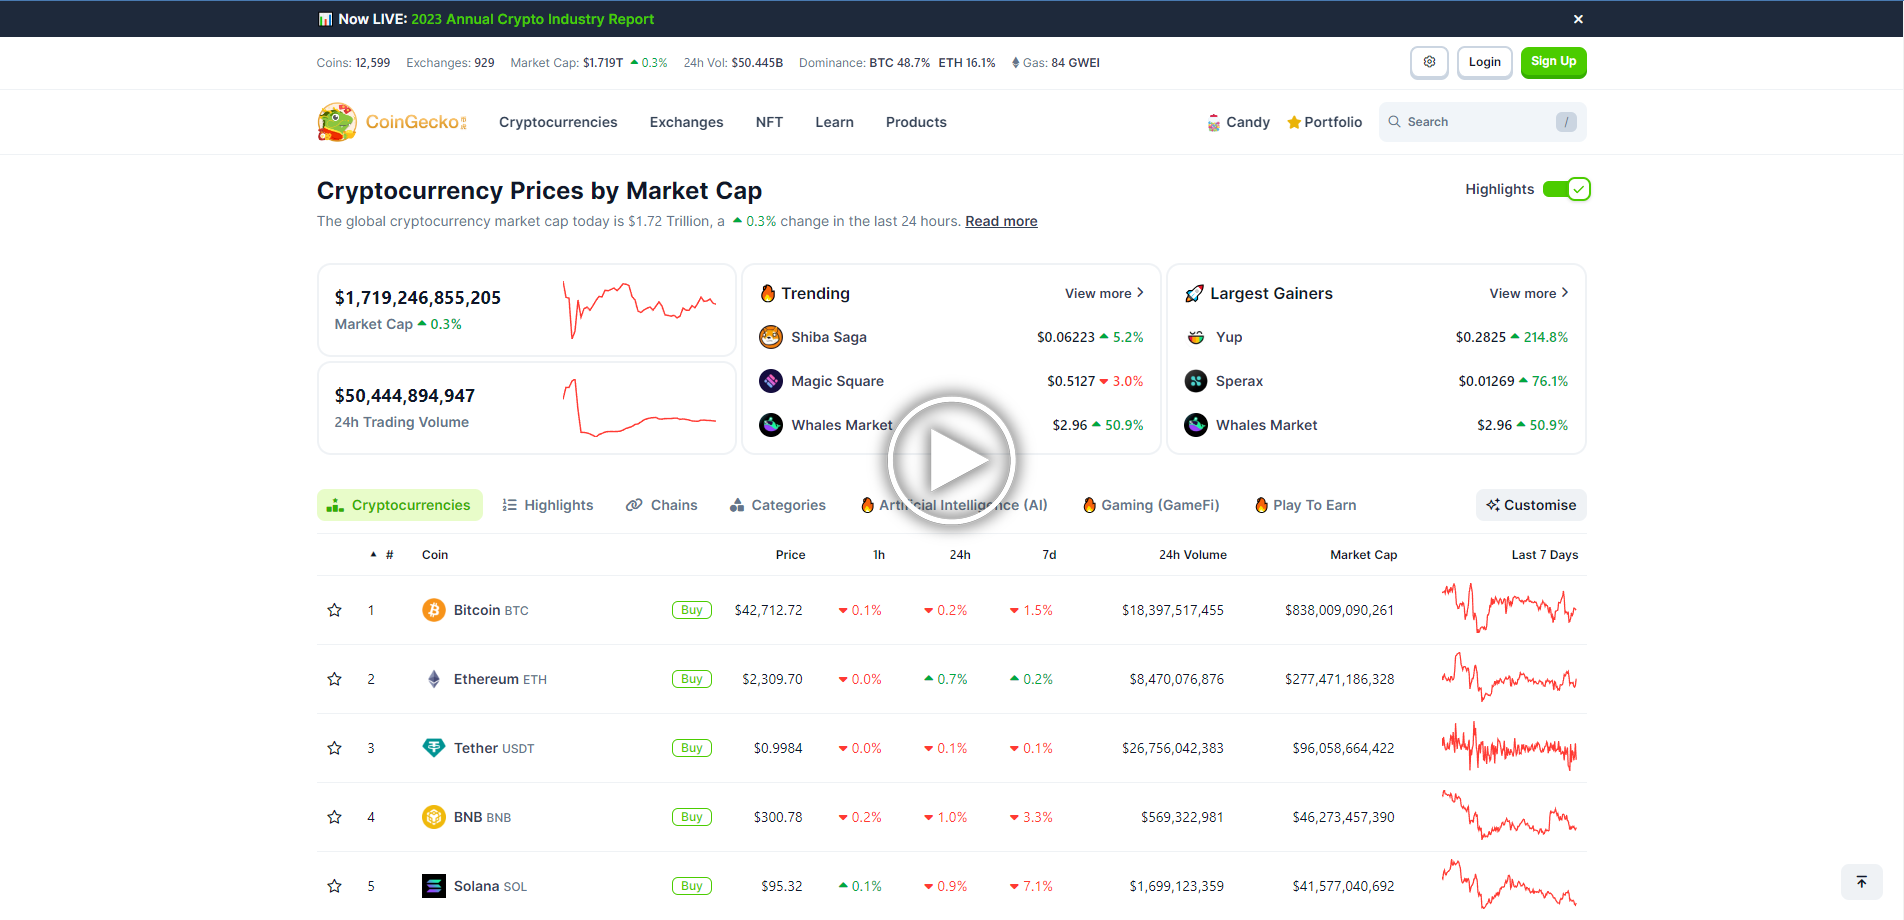 Now LIVE: 2023 Annual Crypto Industry Report
Coins: 12,599 Exchanges: 929 Market Cap: $1.719T 0.3% 24h Vol: $50.445B Dominance: BTC 48.7% ETH 16.1% Gas: 84 GWEI
Login
Sign Up
CoinGecko
Cryptocurrencies Exchanges NFT Learn Products
Candy Portfolio Search /
Cryptocurrency Prices by Market Cap
Highlights
The global cryptocurrency market cap today is $1.72 Trillion, a 0.3% change in the last 24 hours. Read more
$1,719,246,855,205
Market Cap 0.3%
$50,444,894,947
24h Trading Volume
Trending View more
Shiba Saga $0.06223 5.2%
Magic Square $0.5127 3.0%
Whales Market $2.96 50.9%
Largest Gainers View more
Yup $0.2825 214.8%
Sperax $0.01269 76.1%
Whales Market $2.96 50.9%
Cryptocurrencies Highlights Chains Categories Artificial Intelligence (AI) Gaming (GameFi) Play To Earn Customise
# Coin Price 1h 24h 7d 24h Volume Market Cap Last 7 Days
1 Bitcoin BTC Buy $42,712.72 0.1% 0.2% 1.5% $18,397,517,455 $838,009,090,261
2 Ethereum ETH Buy $2,309.70 0.0% 0.7% 0.2% $8,470,076,876 $277,471,186,328
3 Tether USDT Buy $0.9984 0.0% 0.1% 0.1% $26,756,042,383 $96,058,664,422
4 BNB BNB Buy $300.78 0.2% 1.0% 3.3% $569,322,981 $46,273,457,390
5 Solana SOL Buy $95.32 0.1% 0.9% 7.1% $1,699,123,359 $41,577,040,692